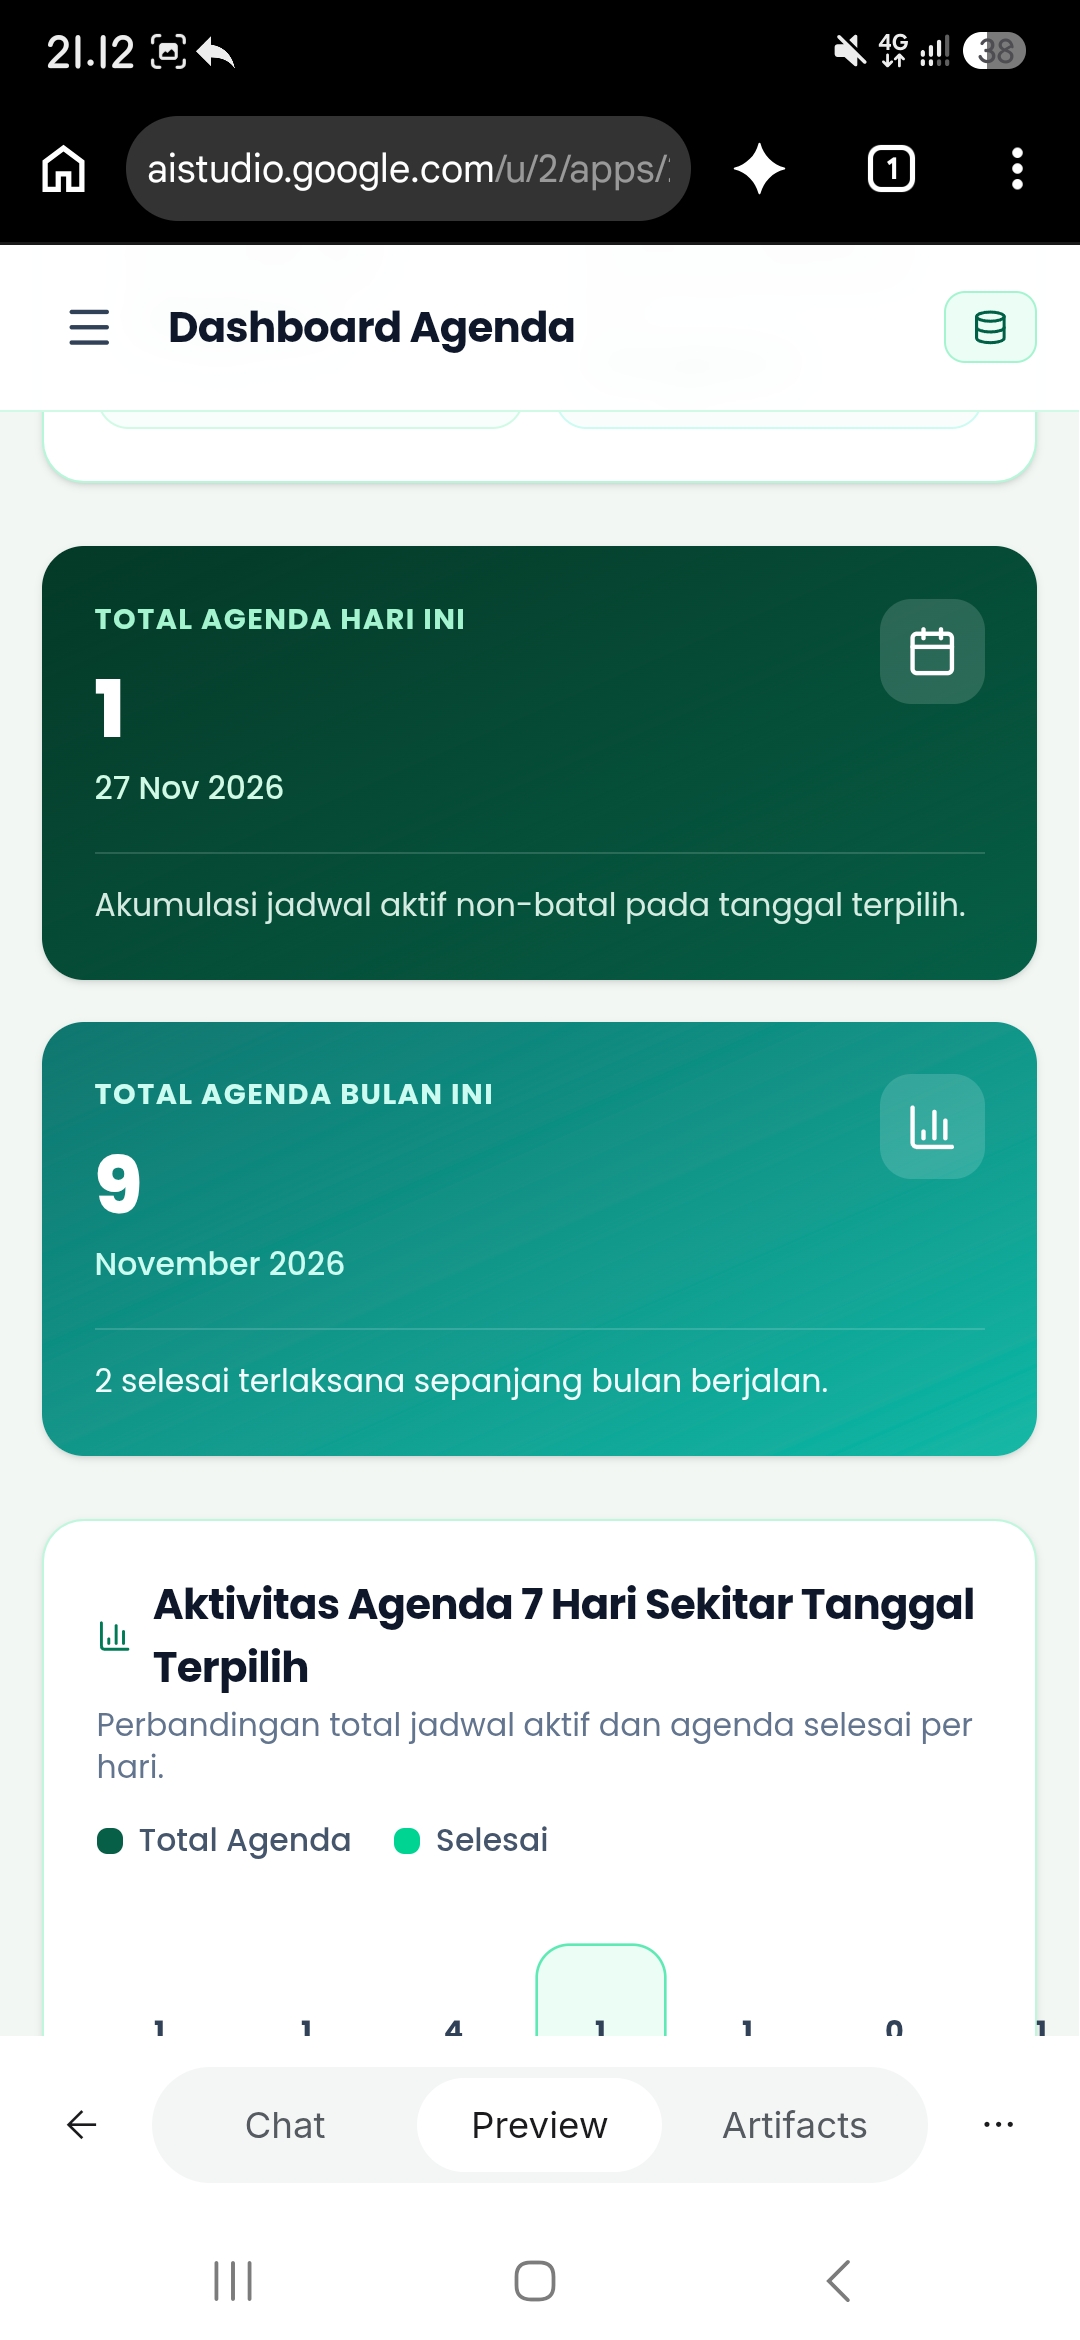 21.12
4G
38
aistudio.google.com/u/2/apps/
1
Dashboard Agenda
TOTAL AGENDA HARI INI
1
27 Nov 2026
Akumulasi jadwal aktif non-batal pada tanggal terpilih.
TOTAL AGENDA BULAN INI
9
November 2026
2 selesai terlaksana sepanjang bulan berjalan.
Aktivitas Agenda 7 Hari Sekitar Tanggal
Terpilih
Perbandingan total jadwal aktif dan agenda selesai per
hari.
Total Agenda
Selesai
1 1 4 1 1 0 1
Chat
Preview
Artifacts